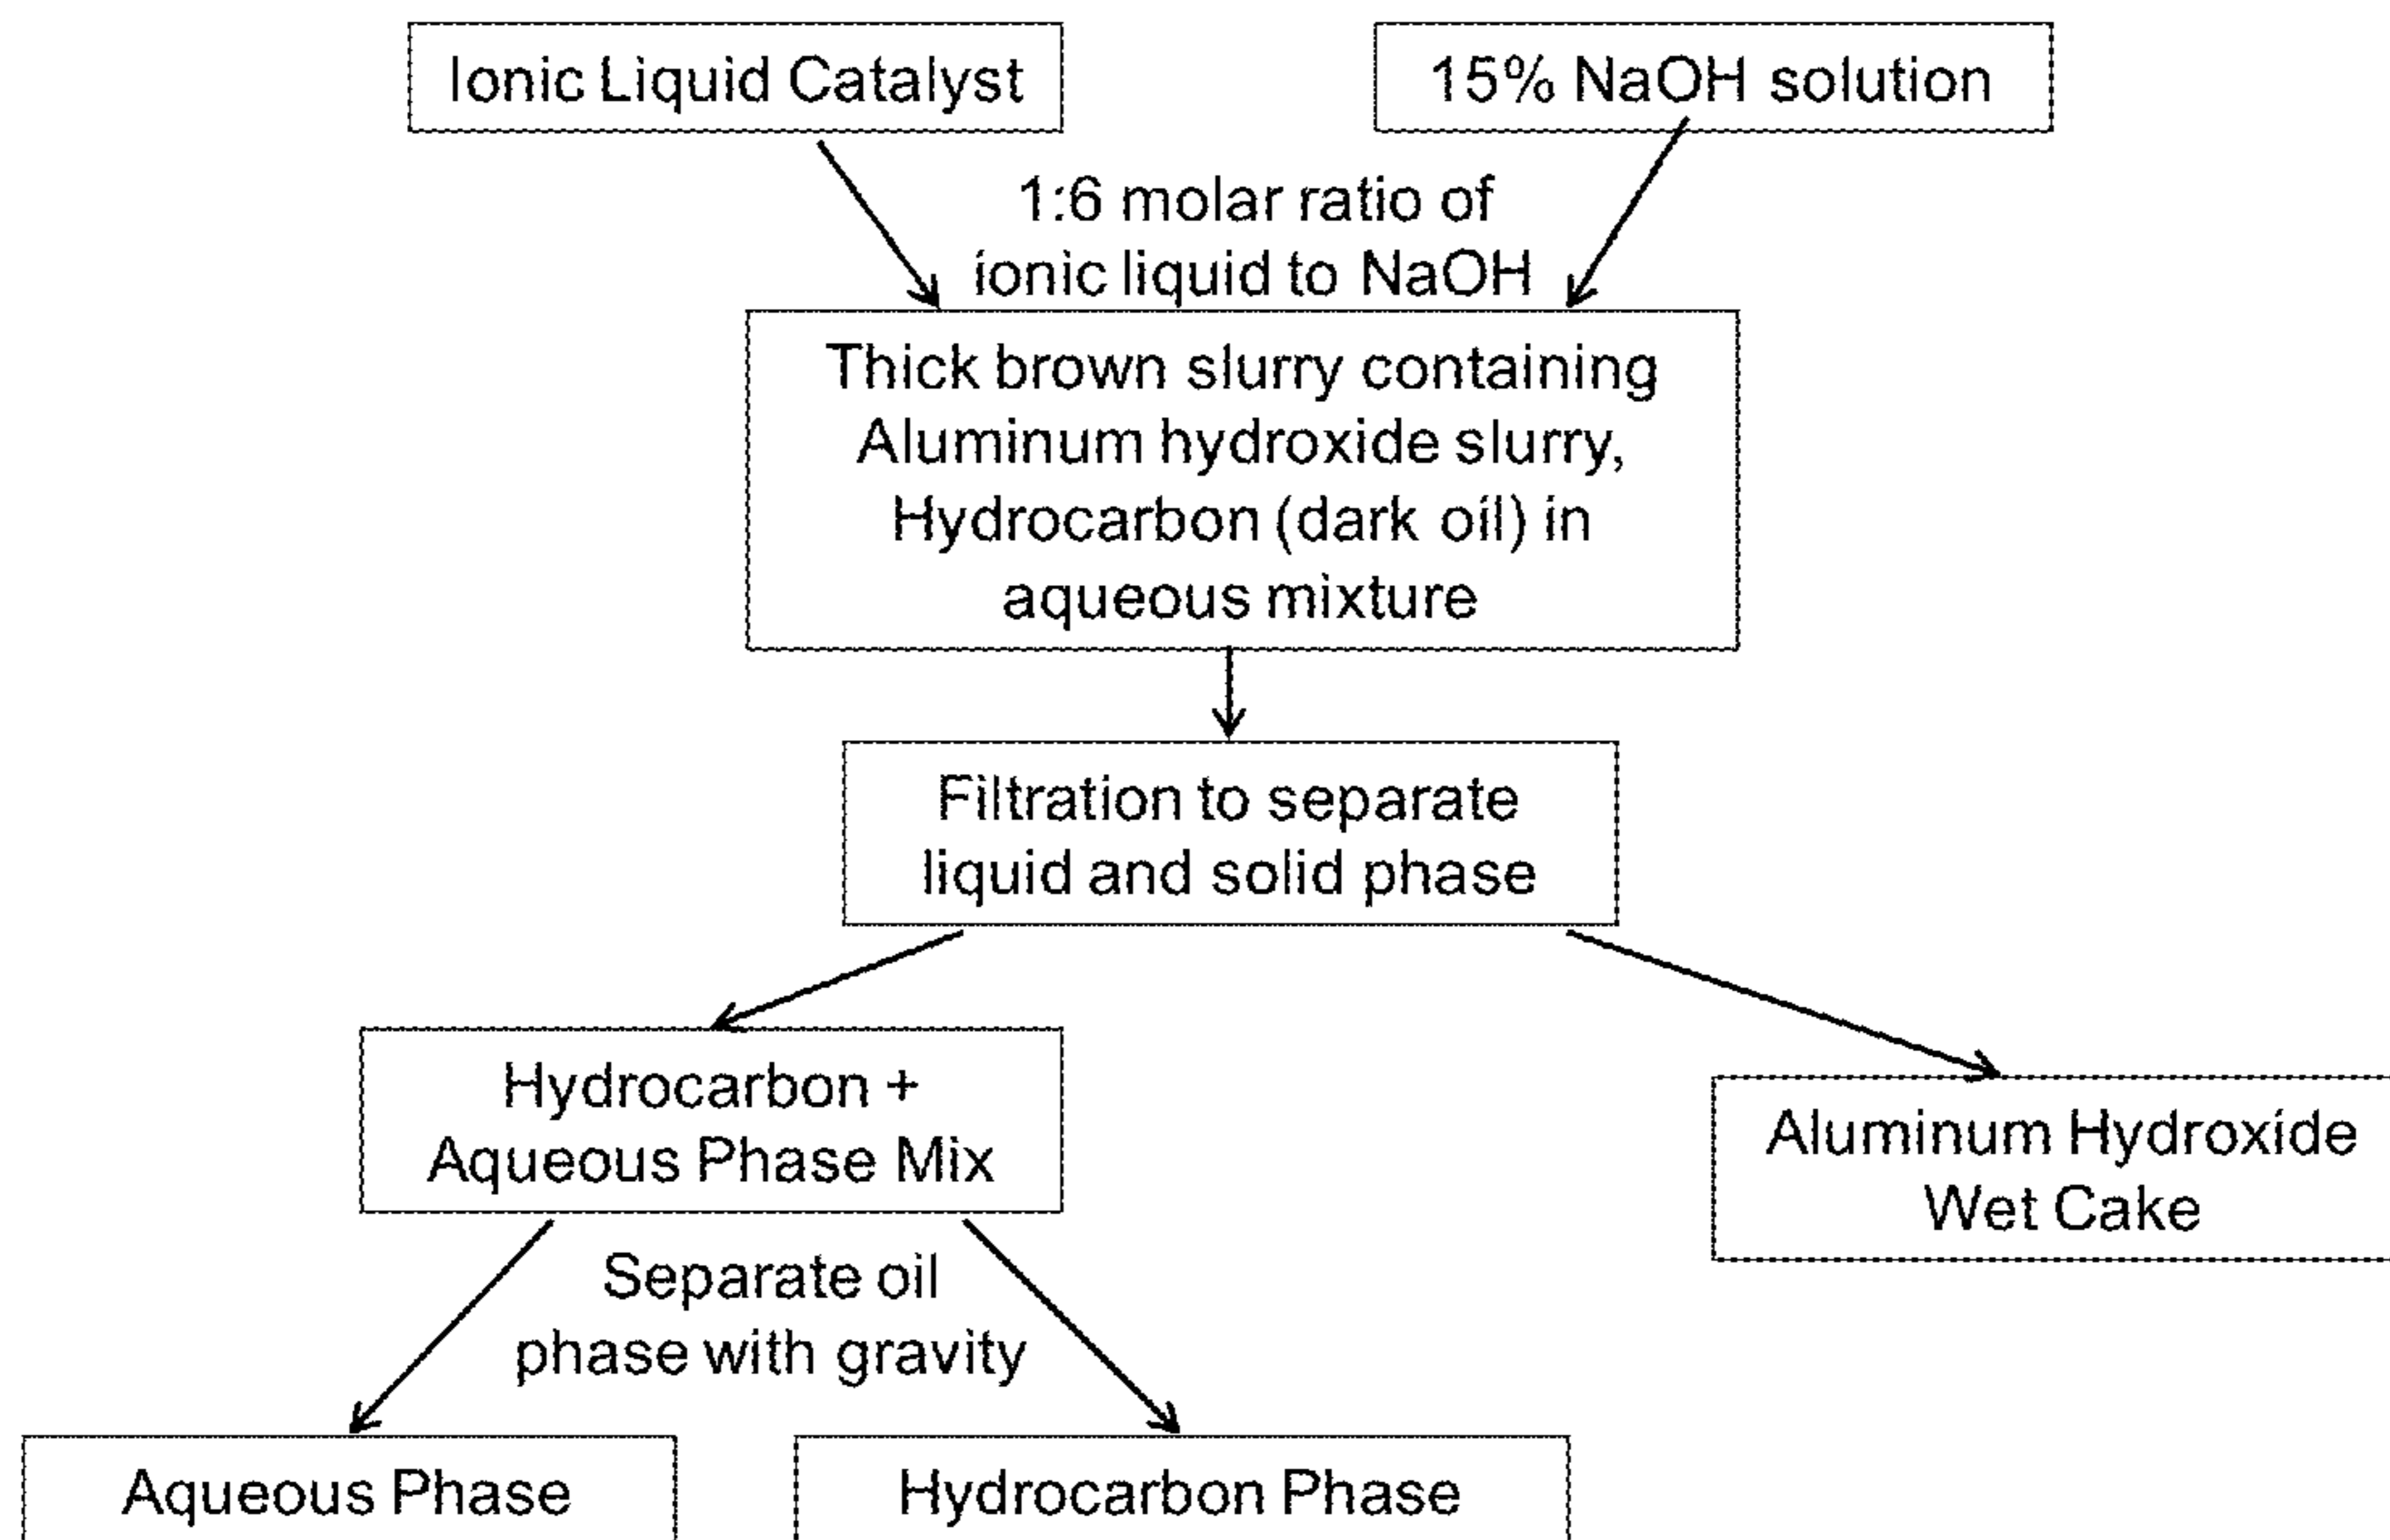 Ionic Liquid Catalyst
15% NaOH solution
1:6 molar ratio of
ionic liquid to NaOH
Thick brown slurry containing
Aluminum hydroxide slurry,
Hydrocarbon (dark oil) in
aqueous mixture
Filtration to separate
liquid and solid phase
Hydrocarbon +
Aqueous Phase Mix
Aluminum Hydroxide
Wet Cake
Separate oil
phase with gravity
Aqueous Phase
Hydrocarbon Phase